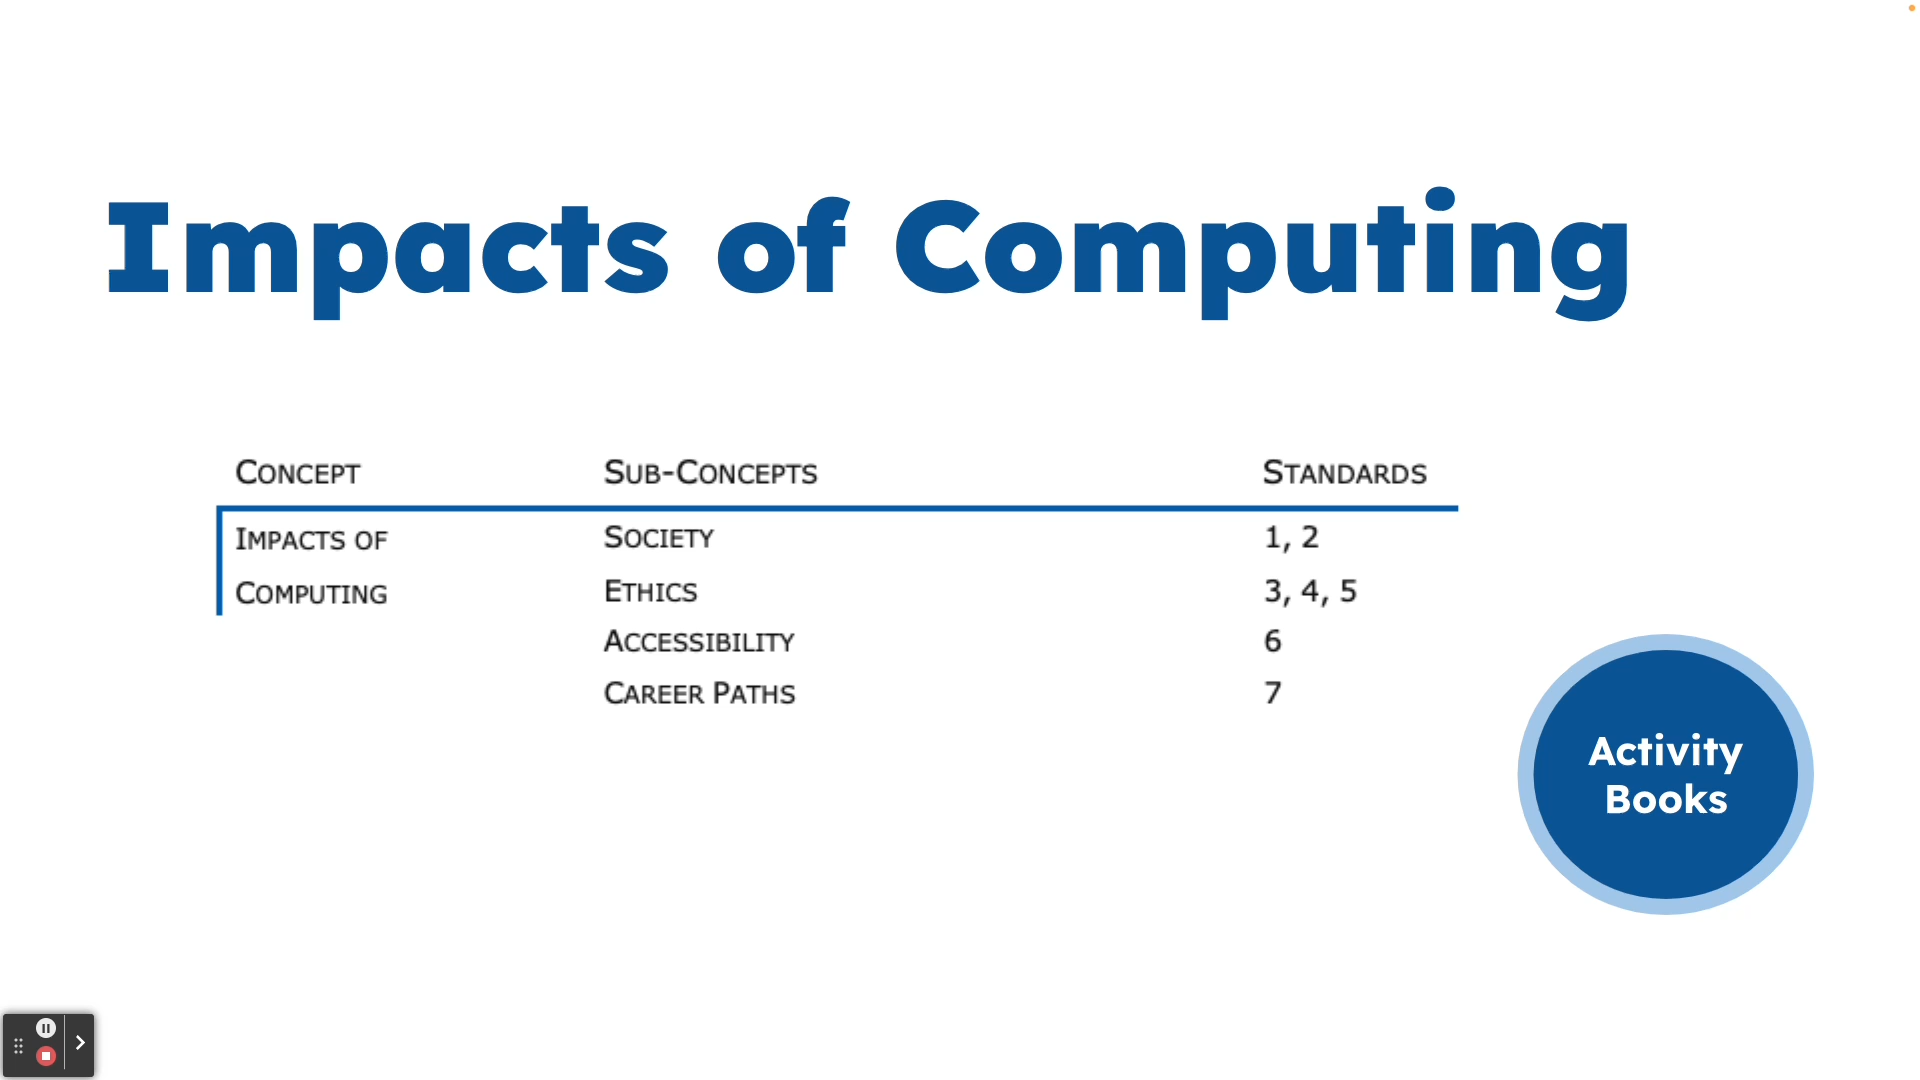 Impacts of Computing
CONCEPT SUB-CONCEPTS STANDARDS
IMPACTS OF SOCIETY 1, 2
COMPUTING ETHICS 3, 4, 5
ACCESSIBILITY 6
CAREER PATHS 7
Activity
Books